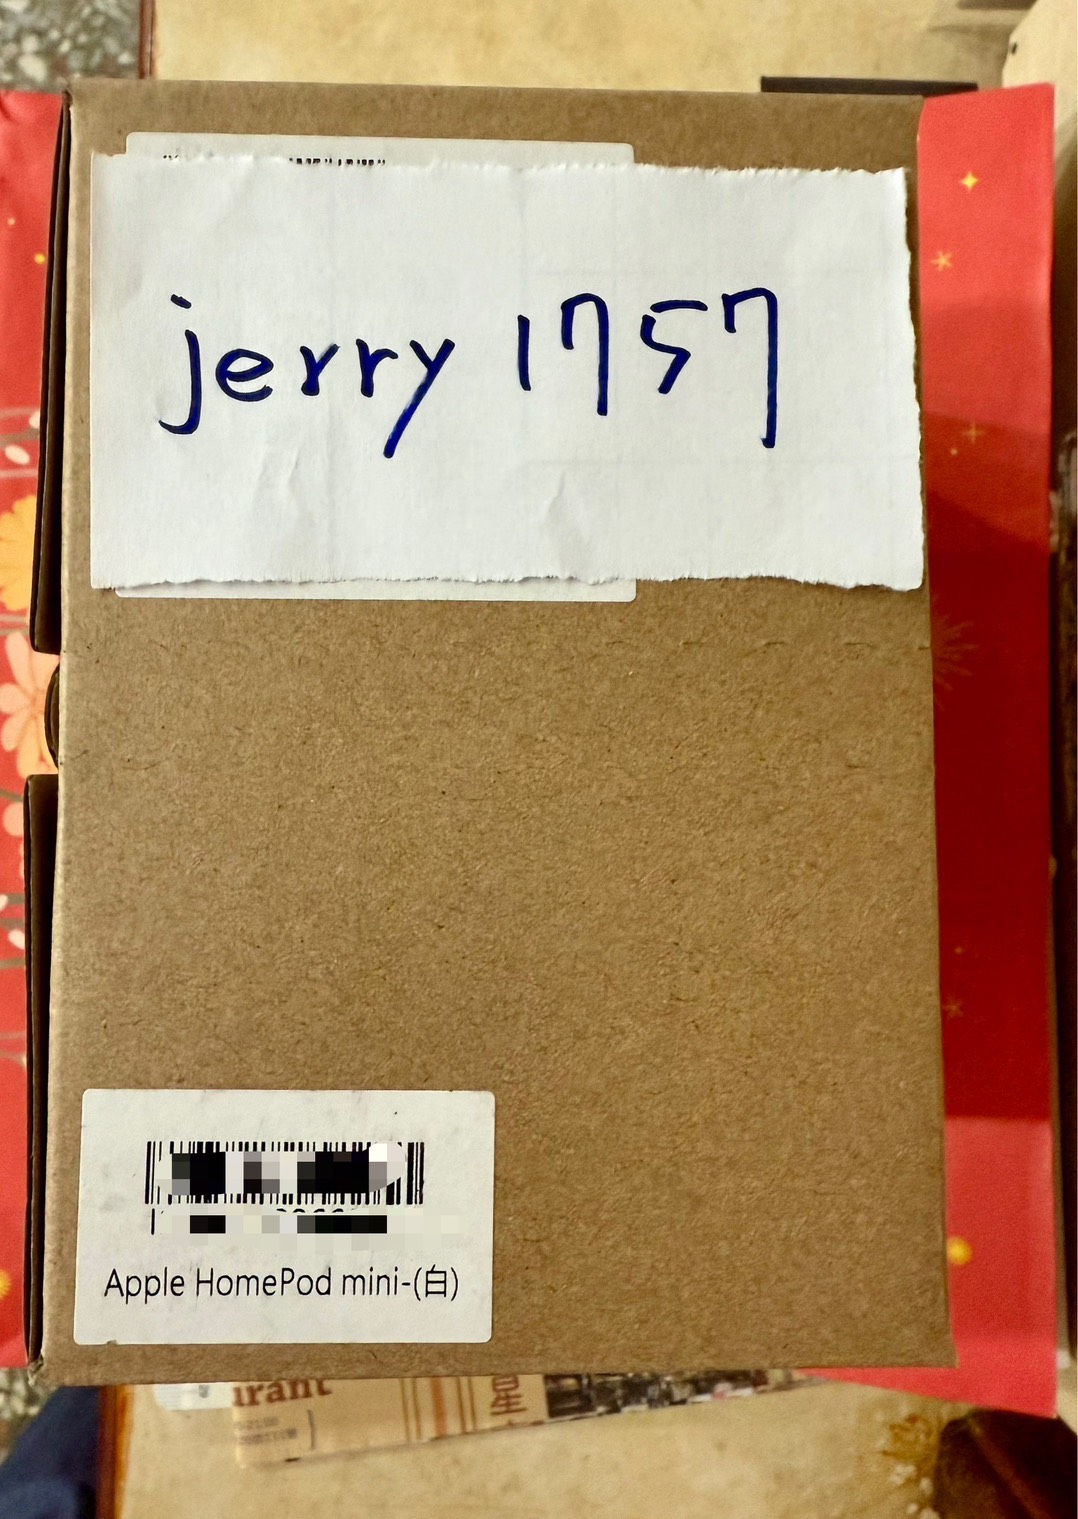 jerry 1757
Apple HomePod mini-(白)